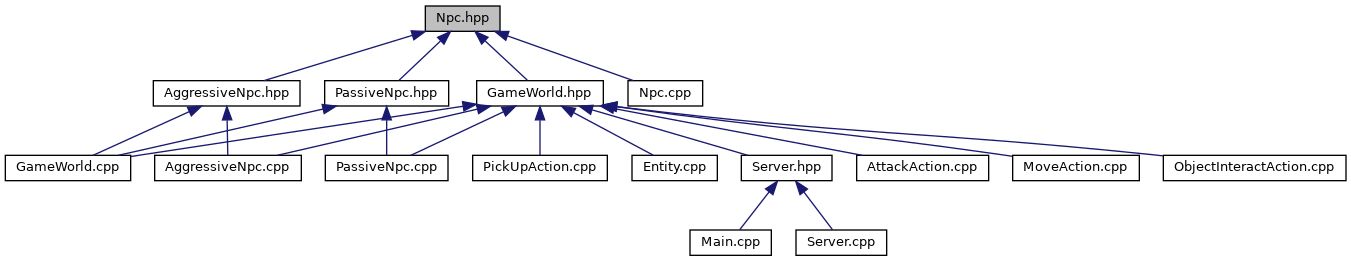 Npc.hpp
AggressiveNpc.hpp
PassiveNpc.hpp
GameWorld.hpp
Npc.cpp
GameWorld.cpp
AggressiveNpc.cpp
PassiveNpc.cpp
PickUpAction.cpp
Entity.cpp
Server.hpp
AttackAction.cpp
MoveAction.cpp
ObjectInteractAction.cpp
Main.cpp
Server.cpp